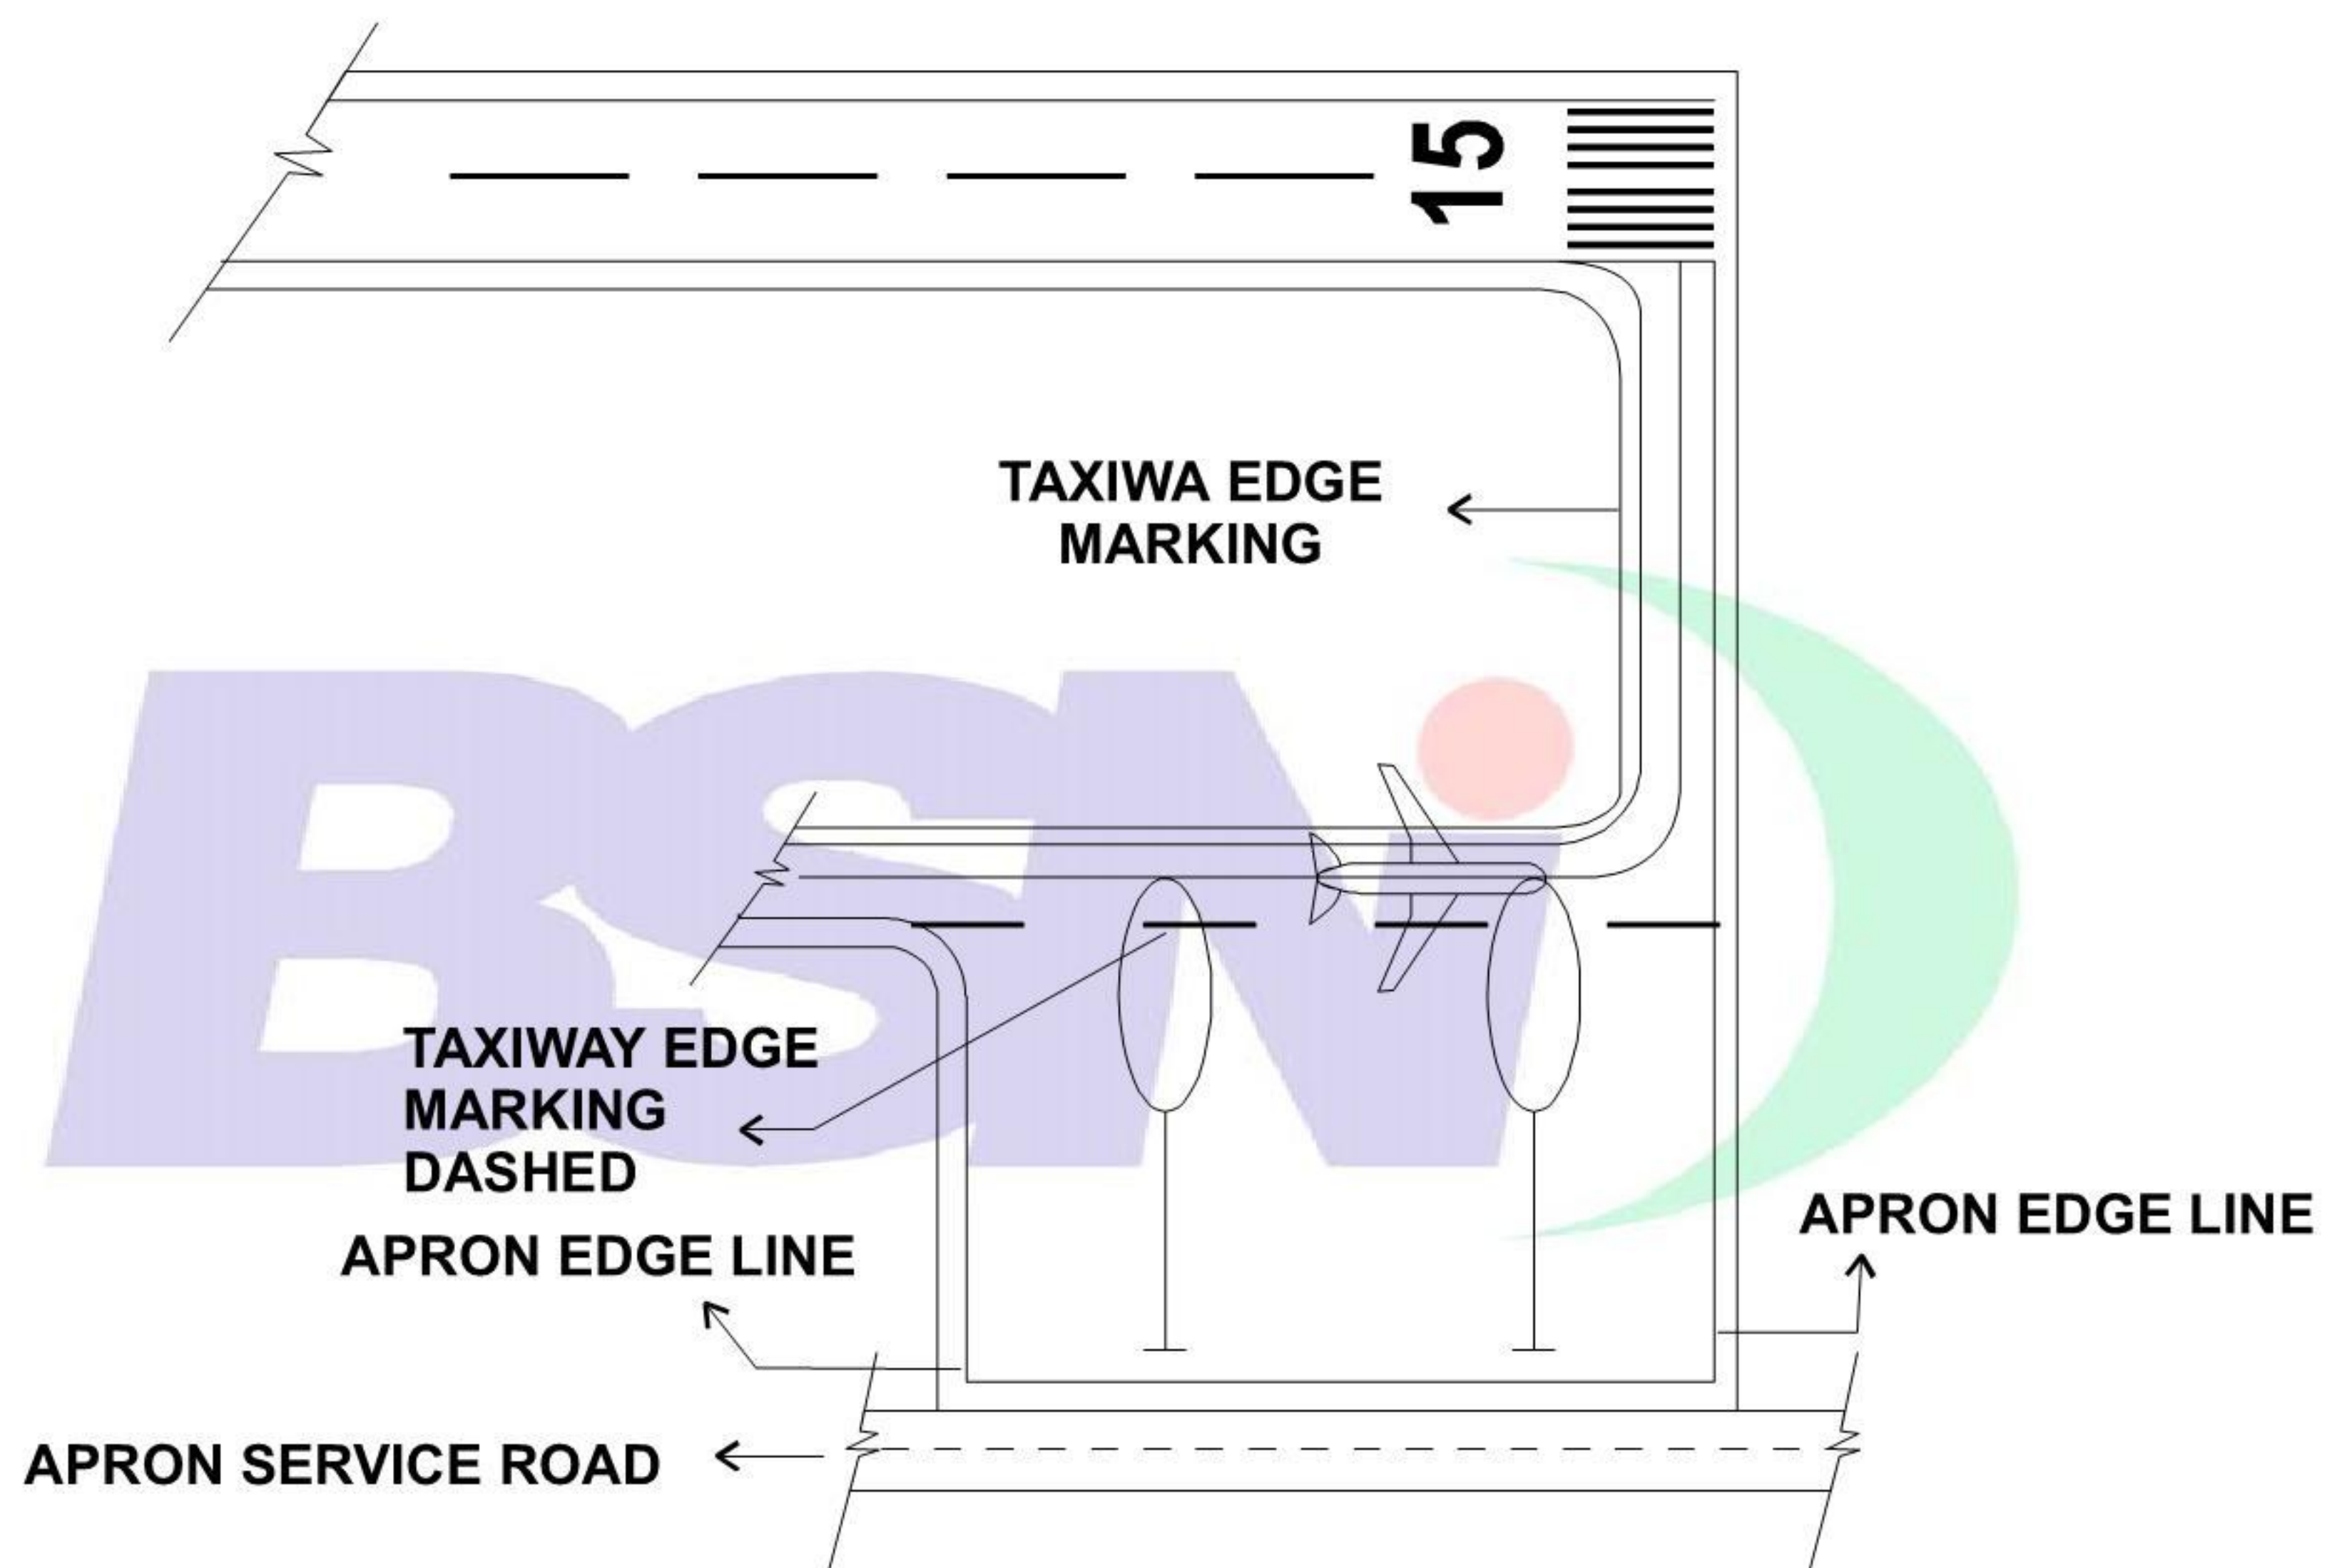 15
TAXIWA EDGE
MARKING
BSN
TAXIWAY EDGE
MARKING
DASHED
APRON EDGE LINE
APRON EDGE LINE
APRON SERVICE ROAD